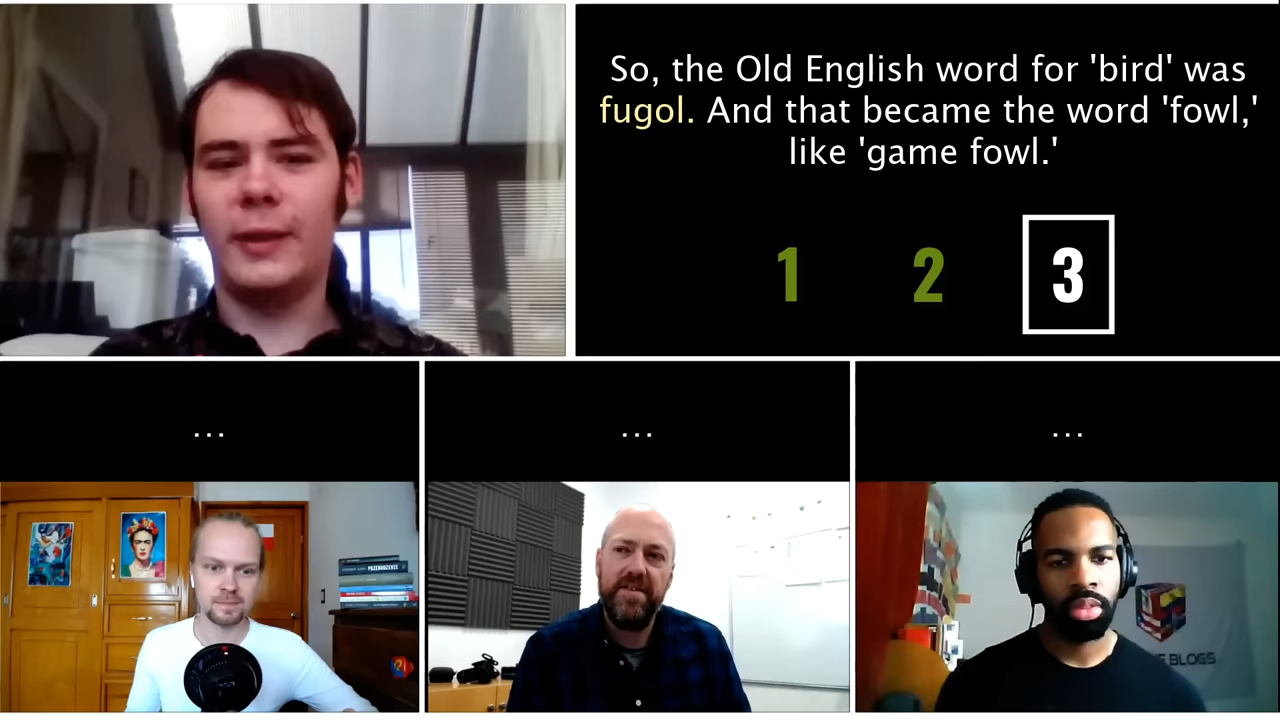 So, the Old English word for 'bird' was
fugol. And that became the word 'fowl,'
like 'game fowl.'
1 2 3
... ... ...
BLOGS